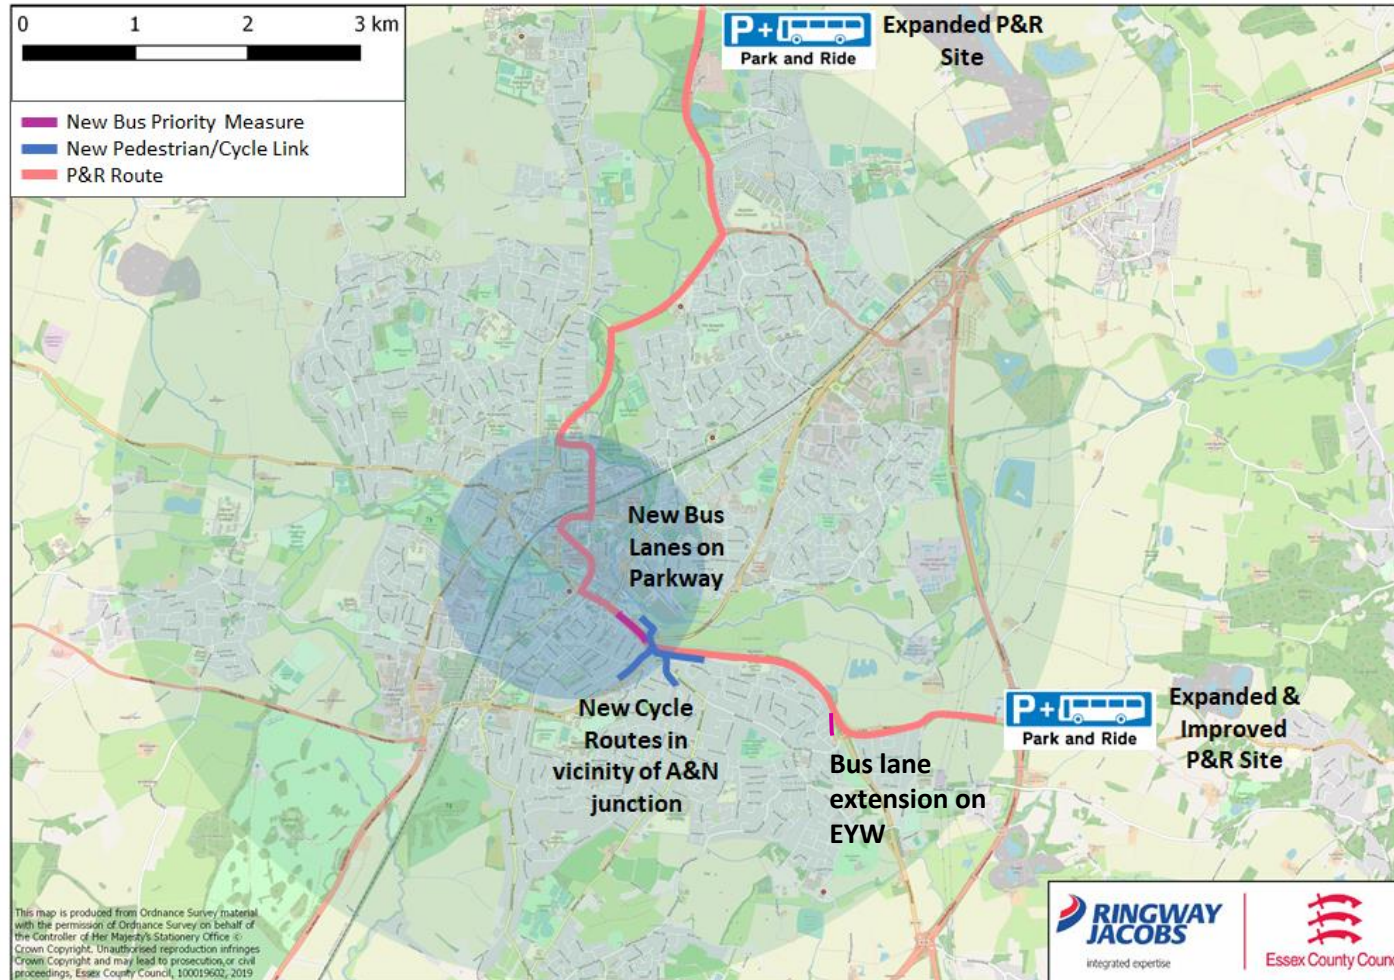 0 1 2 3 km
New Bus Priority Measure
New Pedestrian/Cycle Link
P&R Route
P+
Park and Ride
Expanded P&R
Site
New Bus
Lanes on
Parkway
New Cycle
Routes in
vicinity of A&N
junction
P+
Park and Ride
Expanded &
Improved
P&R Site
Bus lane
extension on
EYW
This map is produced from Ordnance Survey material
with the permission of Ordnance Survey on behalf of
the Controller of Her Majesty's Stationery Office ©
Crown Copyright. Unauthorised reproduction infringes
Crown Copyright and may lead to prosecution or civil
proceedings, Essex County Council, 100019602, 2019
RINGWAY
JACOBS
integrated expertise
Essex County Counc